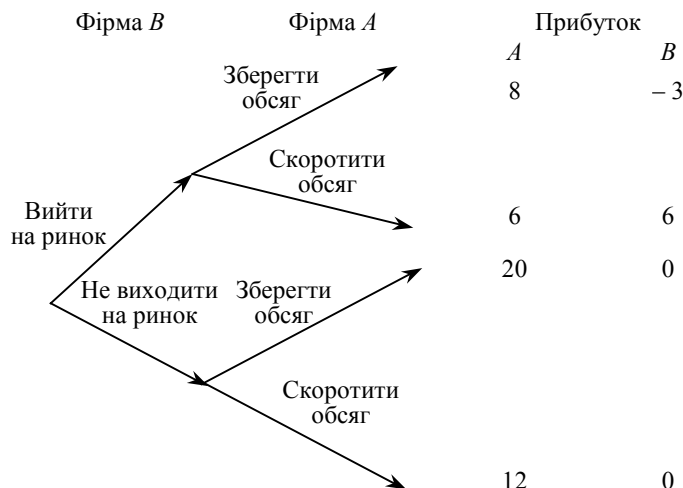 Фірма B Фірма A Прибуток
A B
Зберегти
обсяг
8 – 3
Скоротити
обсяг
Вийти
на ринок
6 6
20 0
Не виходити
на ринок
Зберегти
обсяг
Скоротити
обсяг
12 0